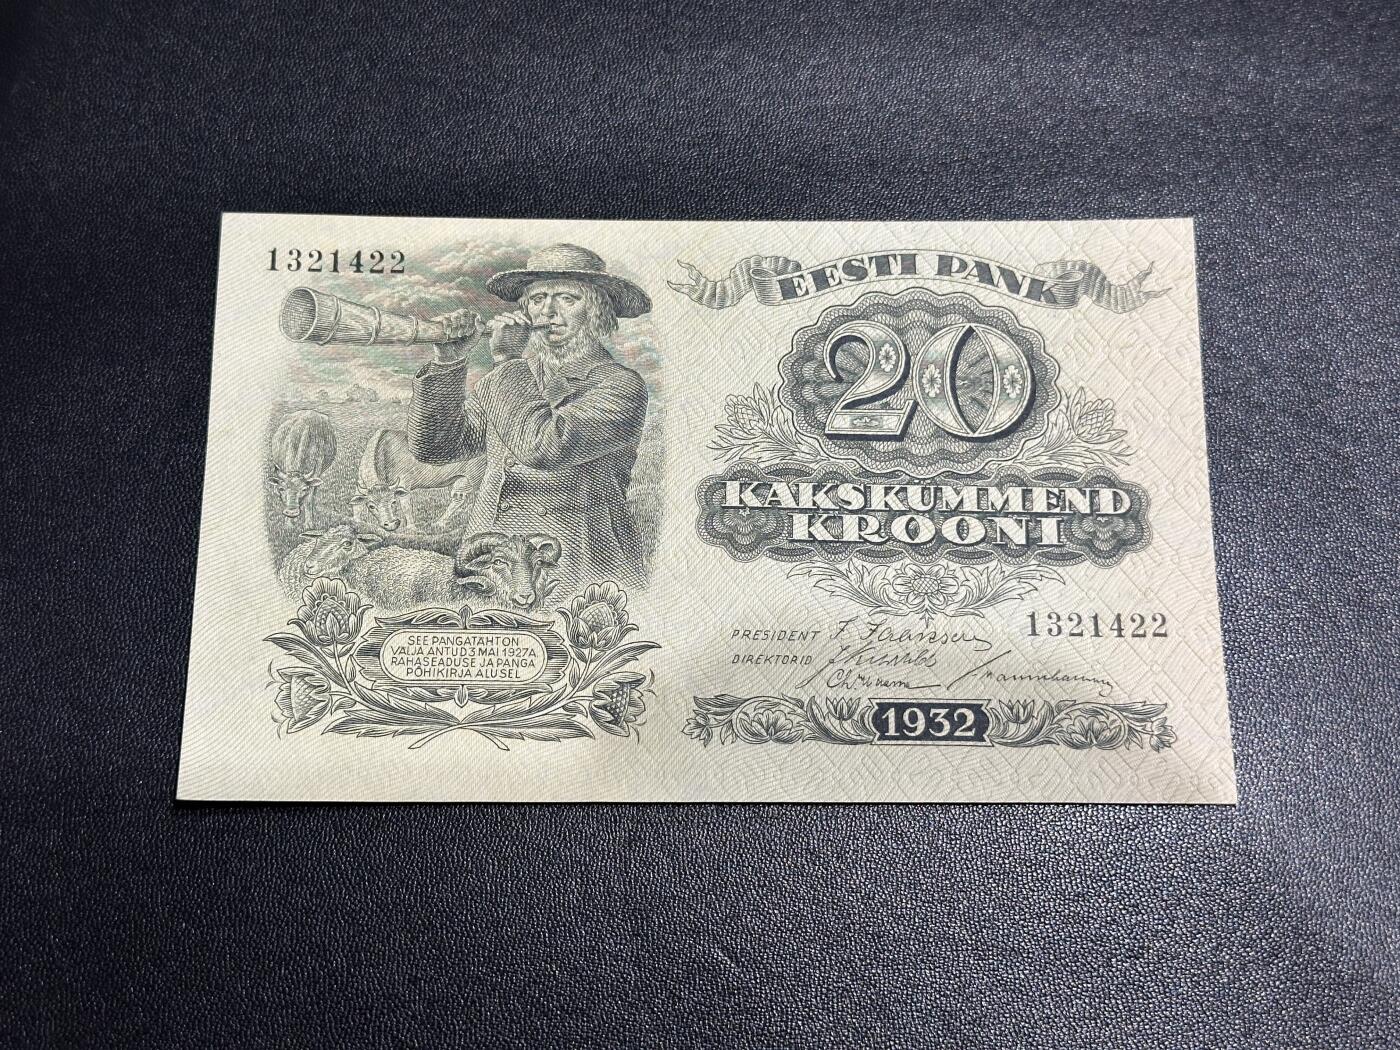 1321422
EESTI PANK
20
KAKSKÜMMEND
KROONI
SEE PANGATÄHT ON
VÄLJA ANTUD 3 MAI 1927A.
RAHASEADUSE JA PANGA
PÕHIKIRJA ALUSEL
1321422
PRESIDENT
DIREKTORID
1932